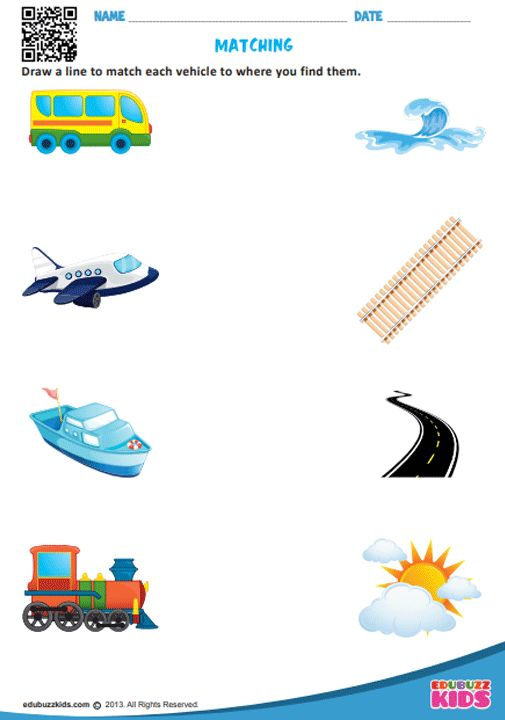 NAME DATE
MATCHING
Draw a line to match each vehicle to where you find them.
edubuzzkids.com © 2013. All Rights Reserved.
EDUBUZZ
KIDS